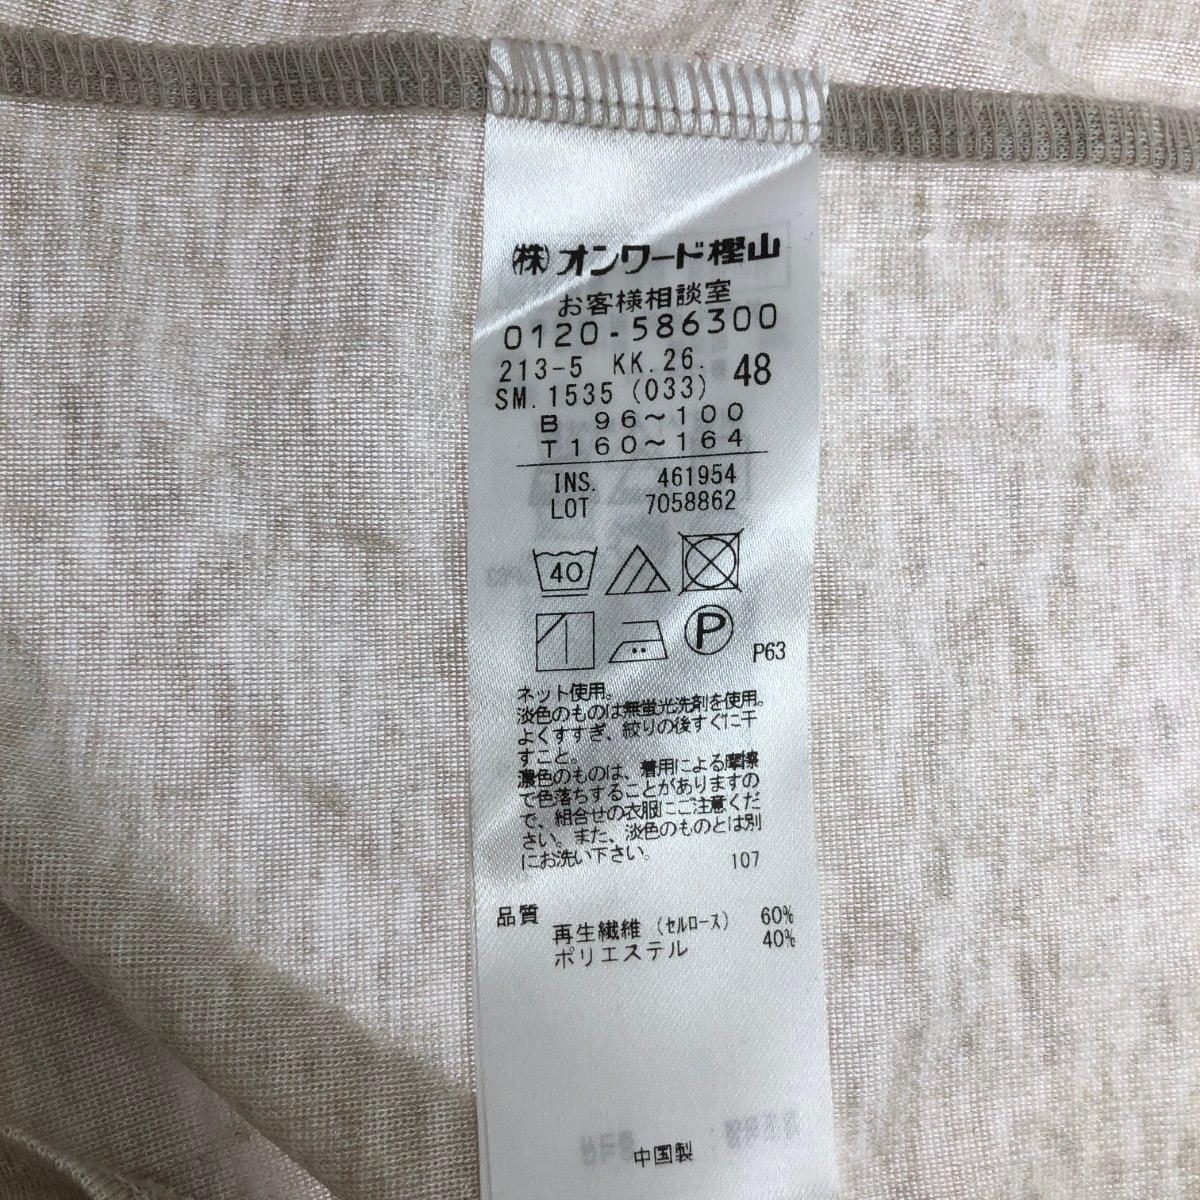 (株)オンワード樫山
お客様相談室
0120-586300
213-5 KK.26. 48
SM.1535 (033)
B 96~100
T160~164
INS. 461954
LOT 7058862
40
P
P63
ネット使用。
淡色のものは無蛍光洗剤を使用。
よくすすぎ、絞りの後すぐに干
すこと。
濃色のものは、着用による摩擦
で色落ちすることがありますの
で、組合せの衣服にご注意くだ
さい。また、淡色のものとは別
にお洗い下さい。
107
品質
再生繊維(セルロース) 60%
ポリエステル 40%
中国製